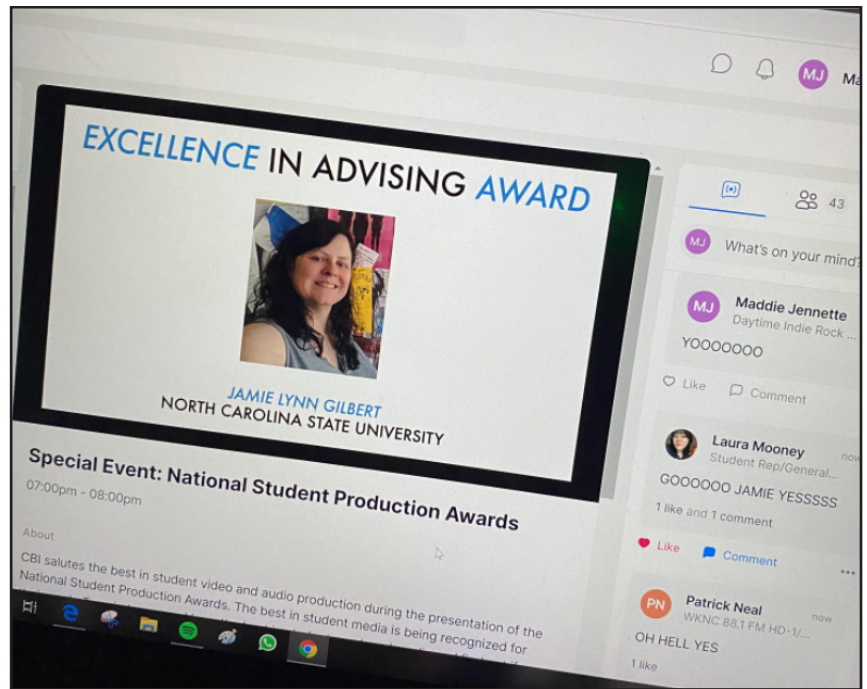 MJ
Ma
EXCELLENCE IN ADVISING AWARD
JAMIE LYNN GILBERT
NORTH CAROLINA STATE UNIVERSITY
Special Event: National Student Production Awards
07:00pm - 08:00pm
About
CBI salutes the best in student video and audio production during the presentation of the
National Student Production Awards. The best in student media is being recognized for
43
MJ
What's on your mind?
MJ
Maddie Jennette
Daytime Indie Rock ...
YOOOOOOO
Like
Comment
Laura Mooney
now
Student Rep/General...
GOOOOOO JAMIE YESSSSS
1 like and 1 comment
Like
Comment
PN
Patrick Neal
now
WKNC 88.1 FM HD-1/...
OH HELL YES
1 like